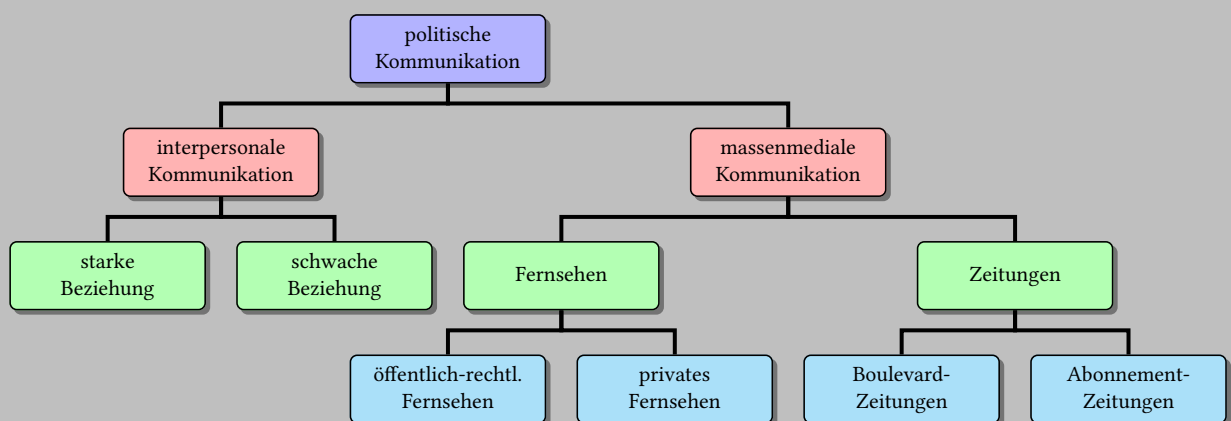 politische
Kommunikation
interpersonale
Kommunikation
massenmediale
Kommunikation
starke
Beziehung
schwache
Beziehung
Fernsehen
Zeitungen
öffentlich-rechtl.
Fernsehen
privates
Fernsehen
Boulevard-
Zeitungen
Abonnement-
Zeitungen